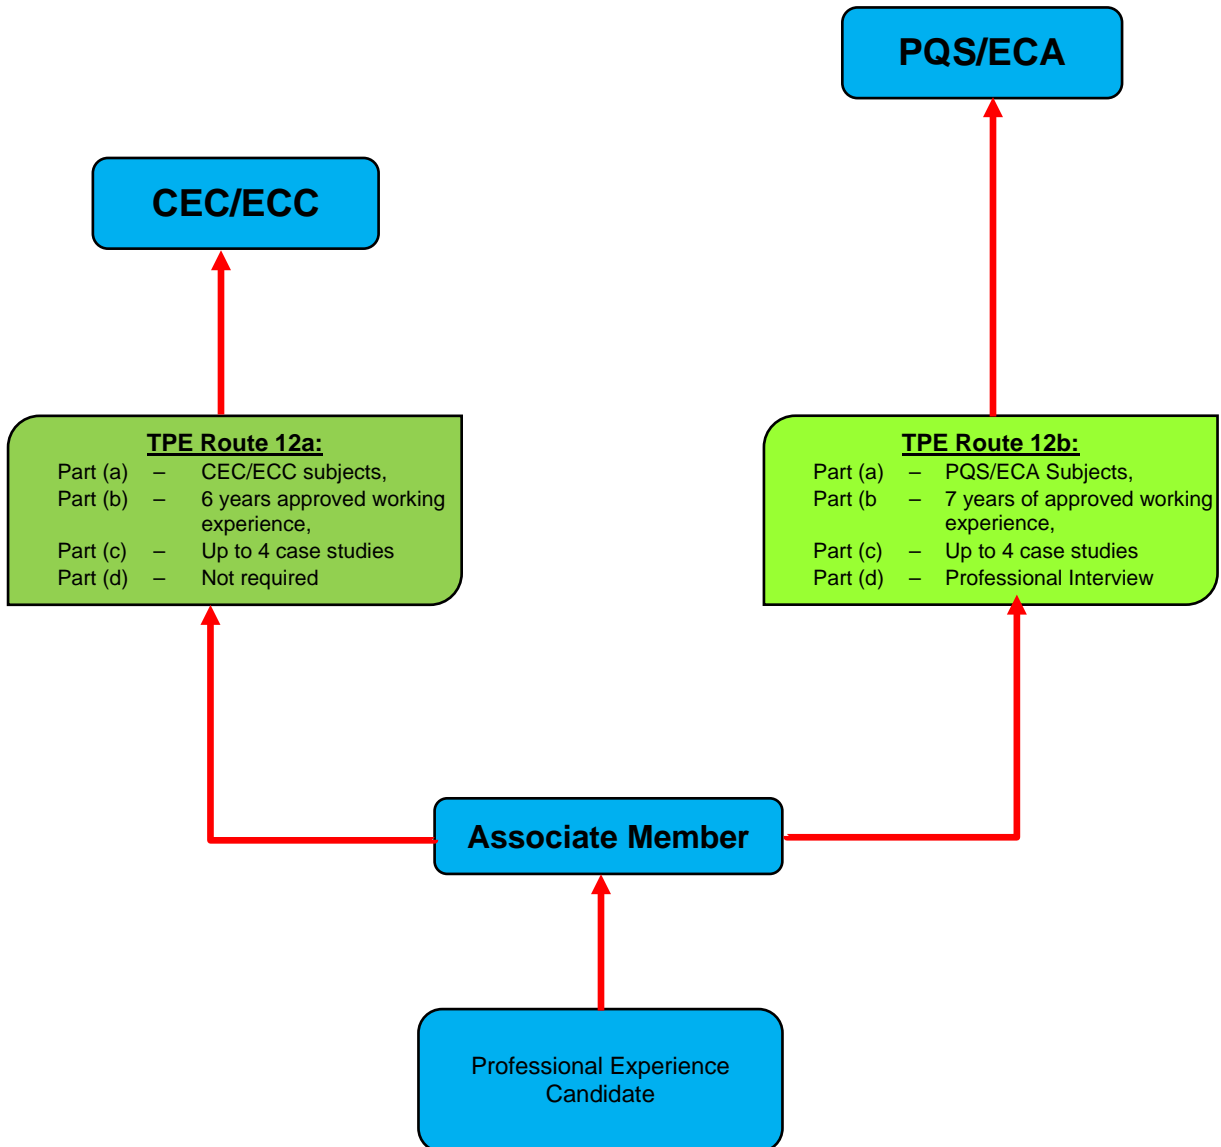 PQS/ECA
CEC/ECC
TPE Route 12a:
Part (a) – CEC/ECC subjects,
Part (b) – 6 years approved working
experience,
Part (c) – Up to 4 case studies
Part (d) – Not required
TPE Route 12b:
Part (a) – PQS/ECA Subjects,
Part (b – 7 years of approved working
experience,
Part (c) – Up to 4 case studies
Part (d) – Professional Interview
Associate Member
Professional Experience
Candidate